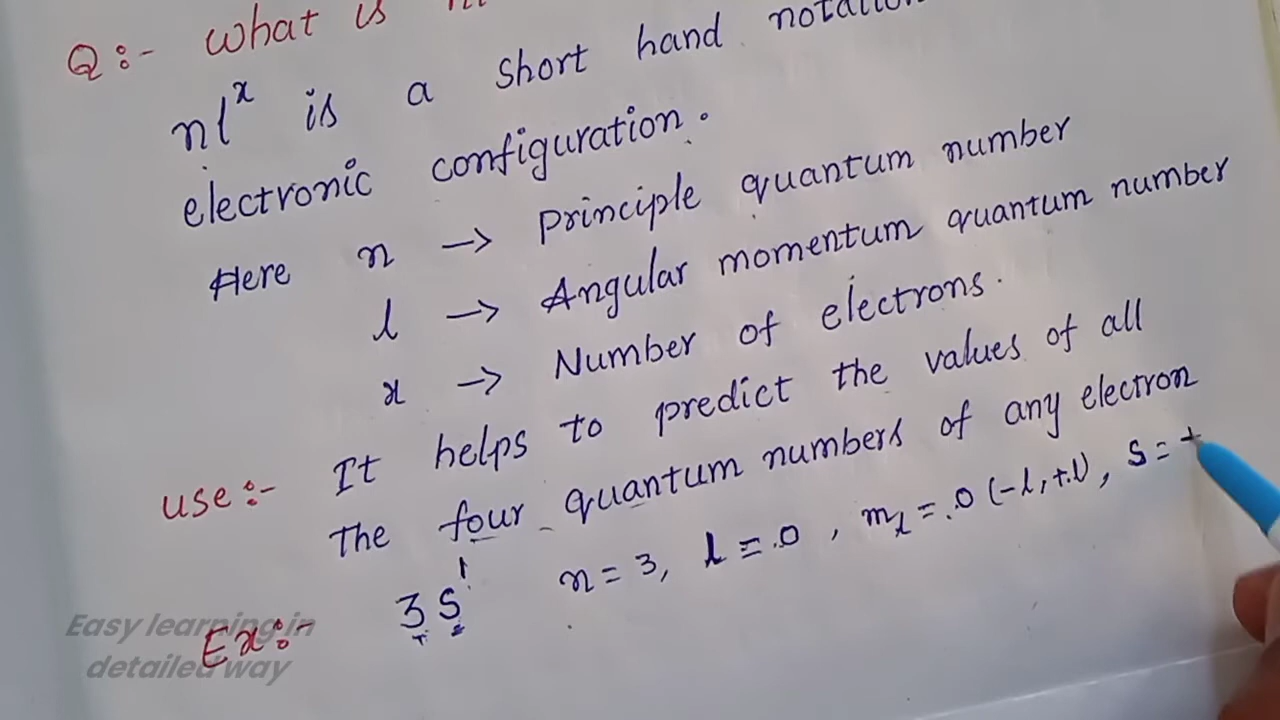 Q:- What is
nlˣ is a short hand
electronic configuration.
Here n → Principle quantum number
l → Angular momentum quantum number
x → Number of electrons.
Use:- It helps to predict the values of all
the four quantum numbers of any electron
Ex:- 3S¹ n = 3, l = 0, mₗ = 0 (-l, +l), S = +
Easy learning in
detailed way